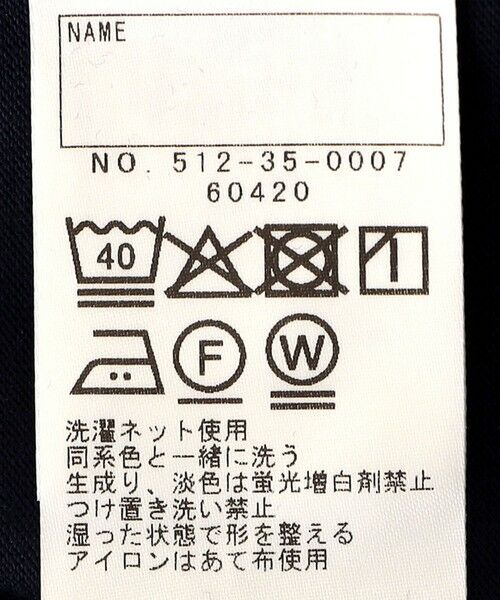 NAME
NO. 512-35-0007
60420
40
F W
洗濯ネット使用
同系色と一緒に洗う
生成り、淡色は蛍光増白剤禁止
つけ置き洗い禁止
湿った状態で形を整える
アイロンはあて布使用